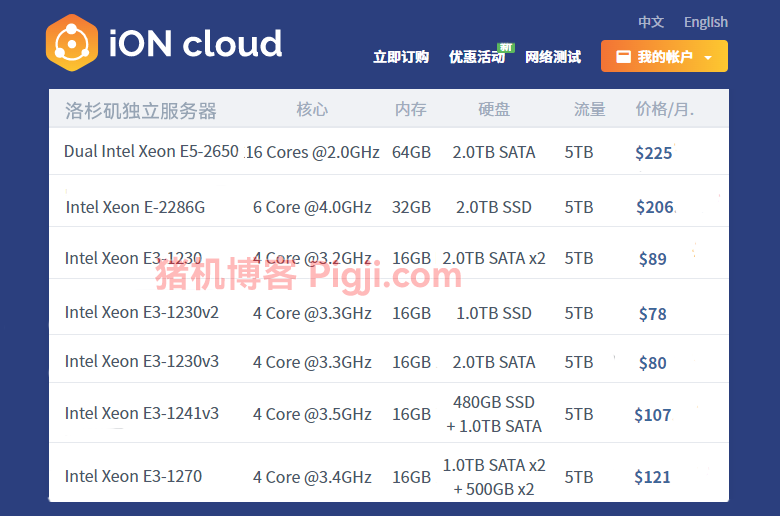 中文 English
iON cloud
立即订购 优惠活动 新 网络测试 我的帐户
洛杉矶独立服务器 核心 内存 硬盘 流量 价格/月.
Dual Intel Xeon E5-2650 16 Cores @2.0GHz 64GB 2.0TB SATA 5TB $225
Intel Xeon E-2286G 6 Core @4.0GHz 32GB 2.0TB SSD 5TB $206
Intel Xeon E3-1230 4 Core @3.2GHz 16GB 2.0TB SATA x2 5TB $89
猪机博客 Pigji.com
Intel Xeon E3-1230v2 4 Core @3.3GHz 16GB 1.0TB SSD 5TB $78
Intel Xeon E3-1230v3 4 Core @3.3GHz 16GB 2.0TB SATA 5TB $80
Intel Xeon E3-1241v3 4 Core @3.5GHz 16GB 480GB SSD
+ 1.0TB SATA 5TB $107
Intel Xeon E3-1270 4 Core @3.4GHz 16GB 1.0TB SATA x2
+ 500GB x2 5TB $121